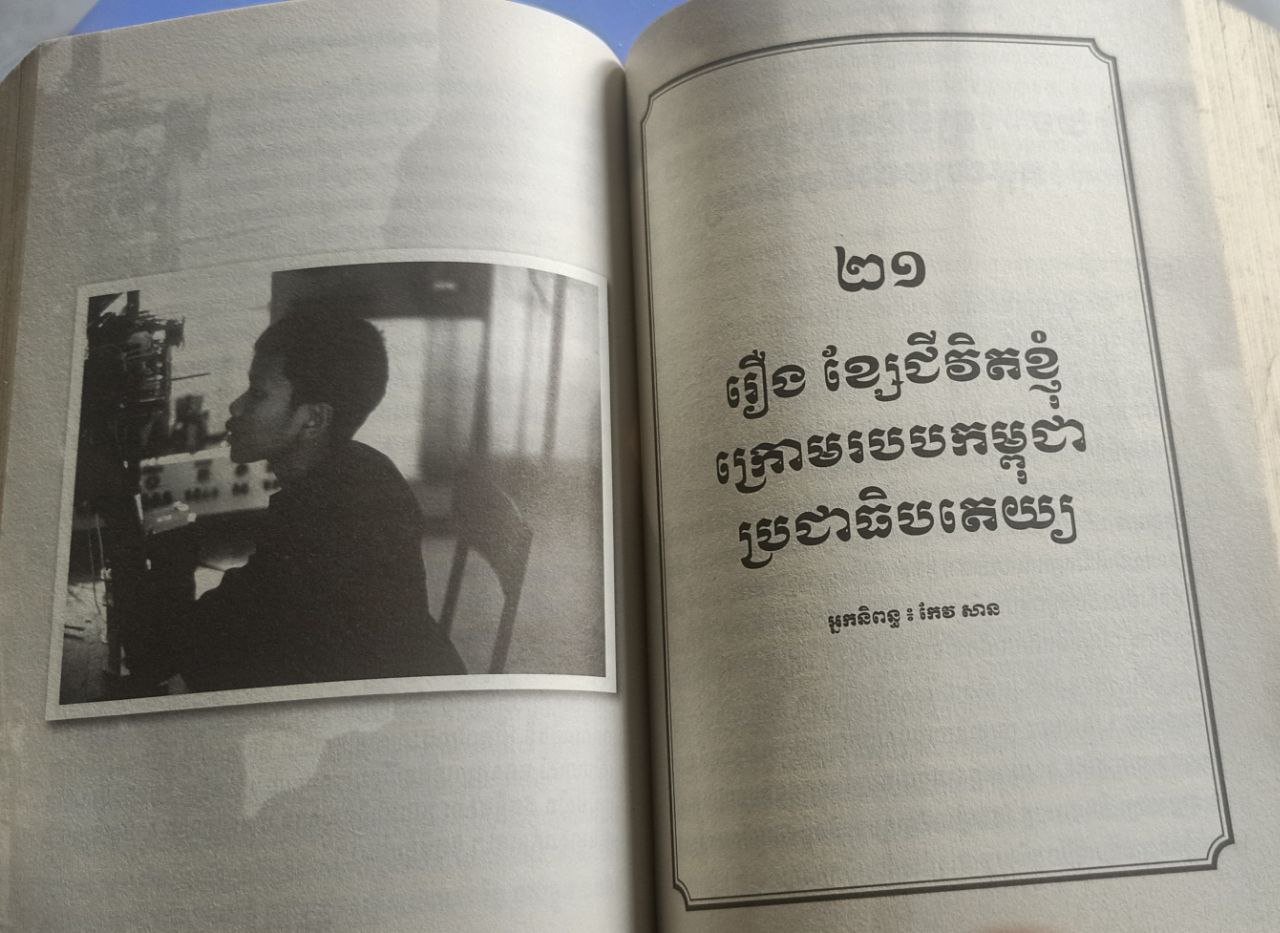 ២១
រឿង ខ្សែជីវិតខ្ញុំ
ក្រោមរបបកម្ពុជា
ប្រជាធិបតេយ្យ
អ្នកនិពន្ធ ៖ កែវ សាន